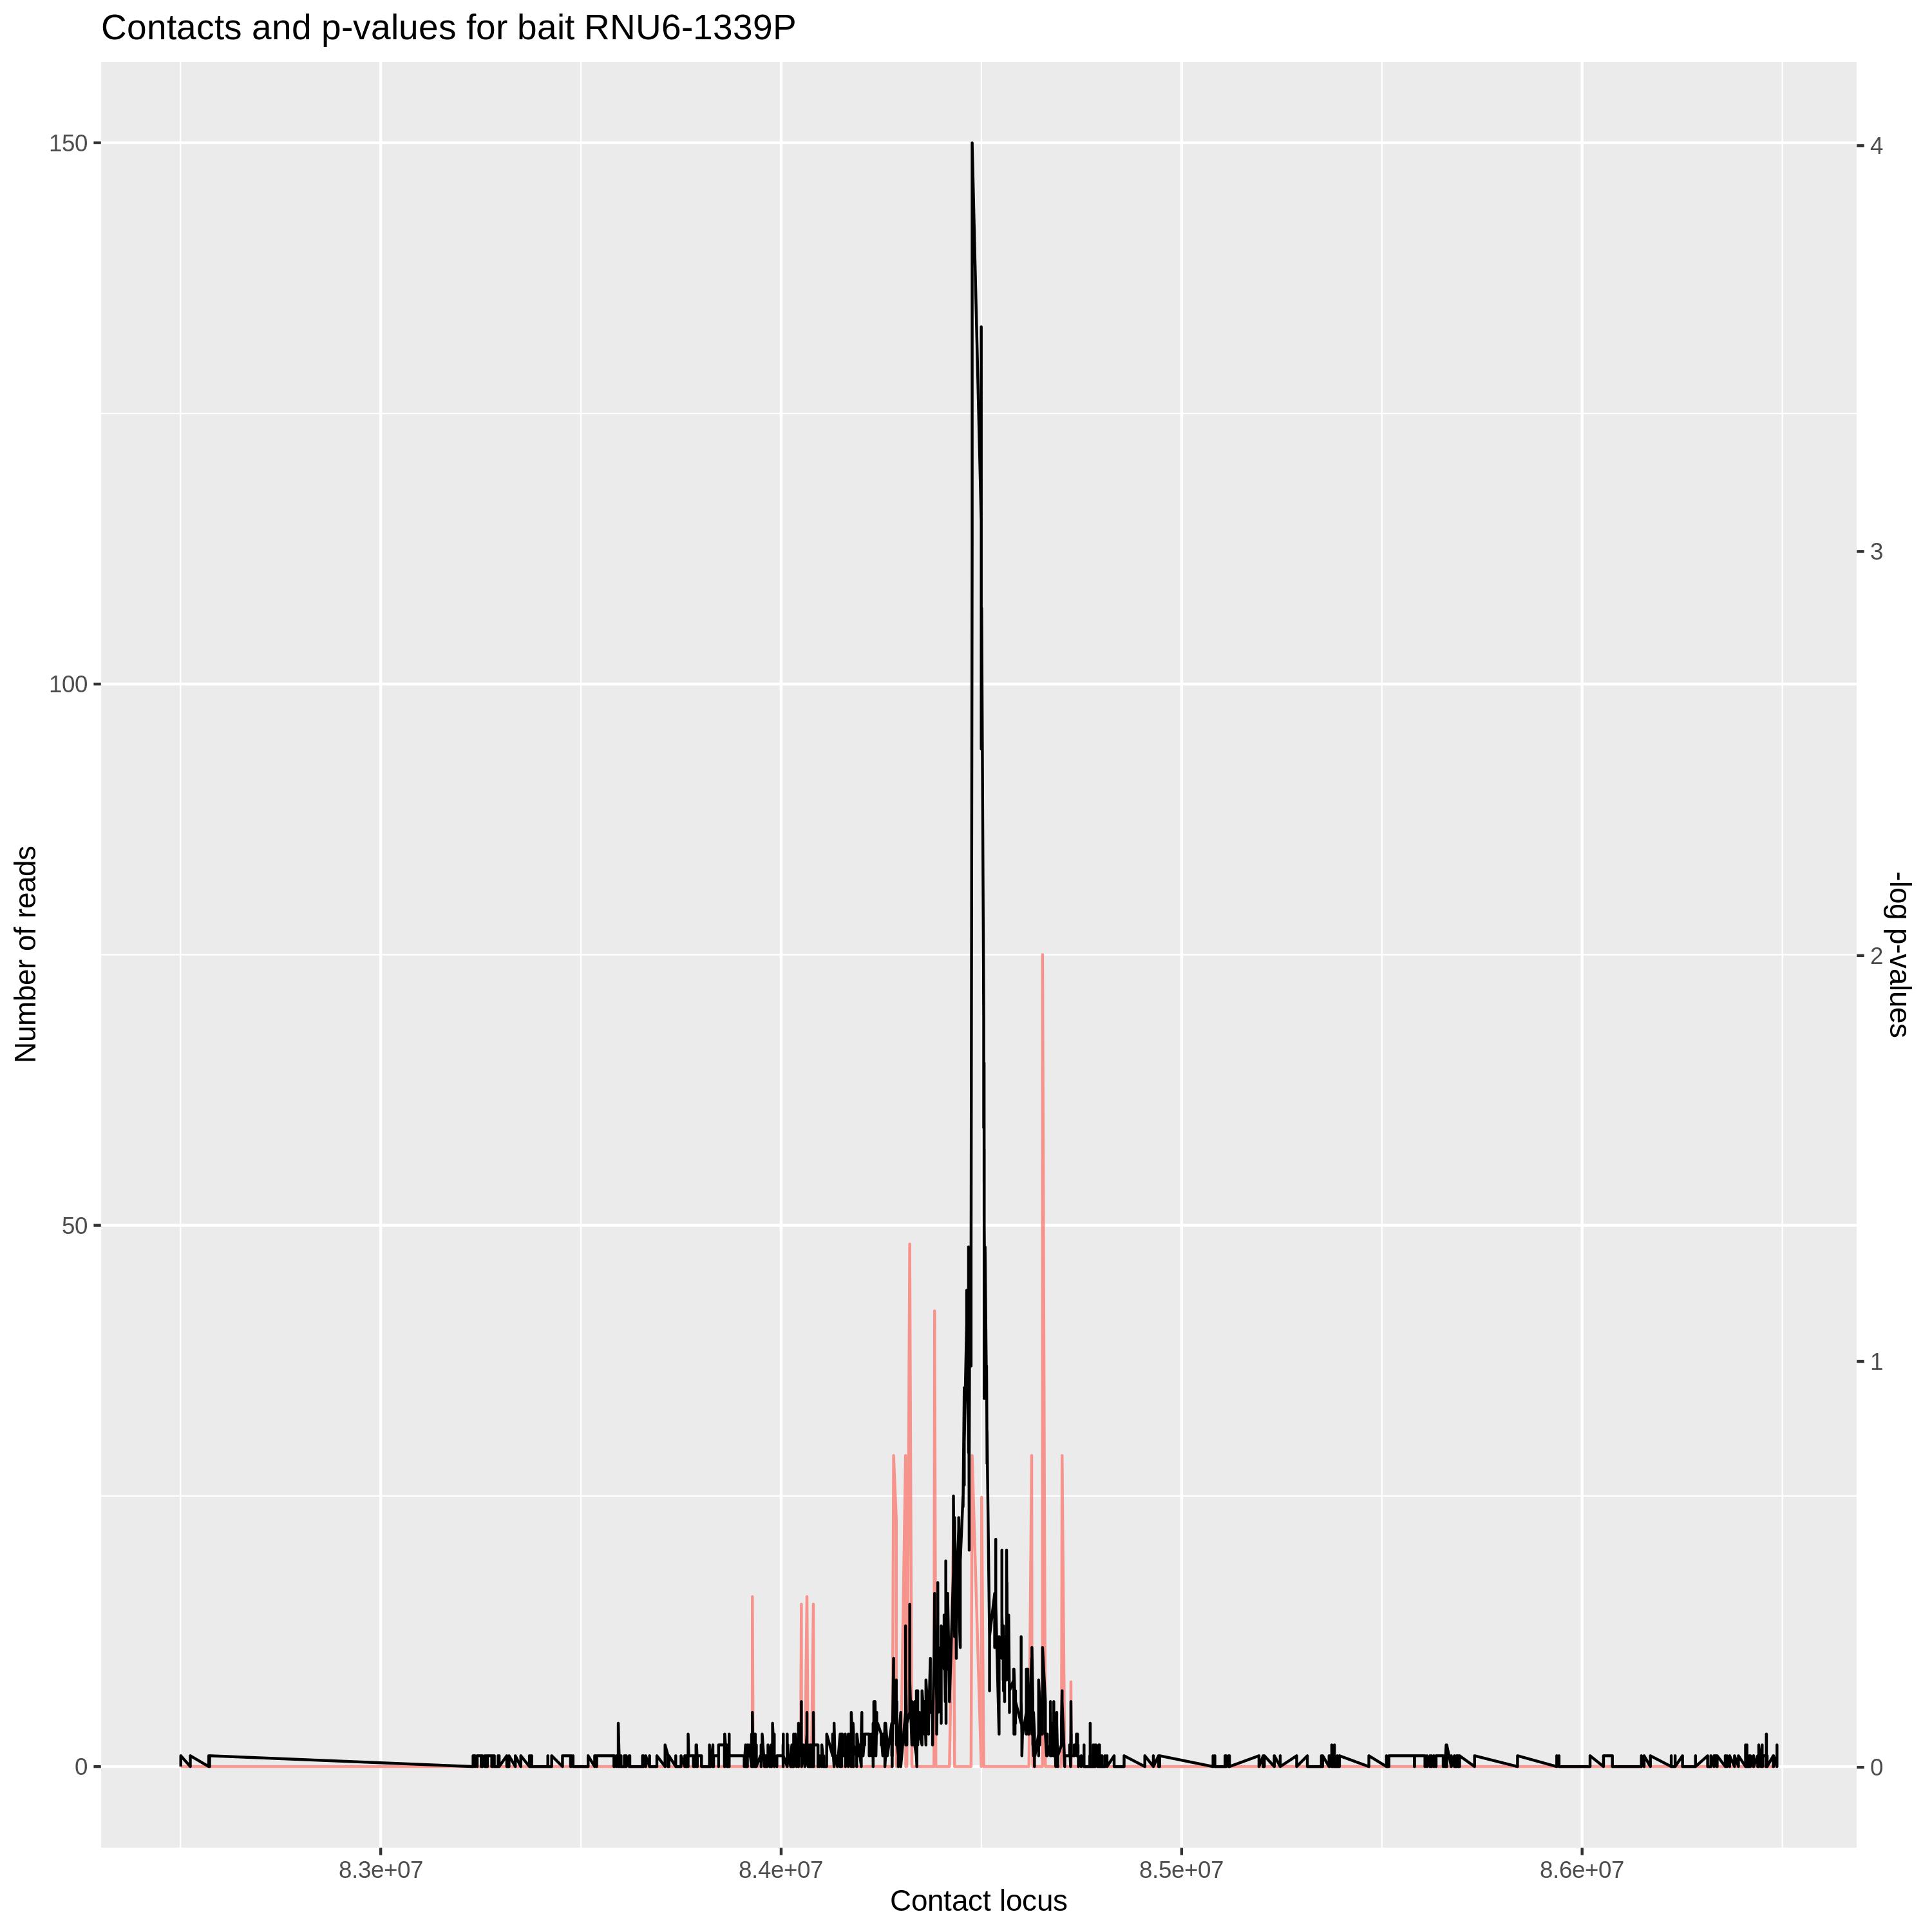 Contacts and p-values for bait RNU6-1339P
150
100
50
0
Number of reads
4
3
2
1
0
-log p-values
8.3e+07
8.4e+07
8.5e+07
8.6e+07
Contact locus